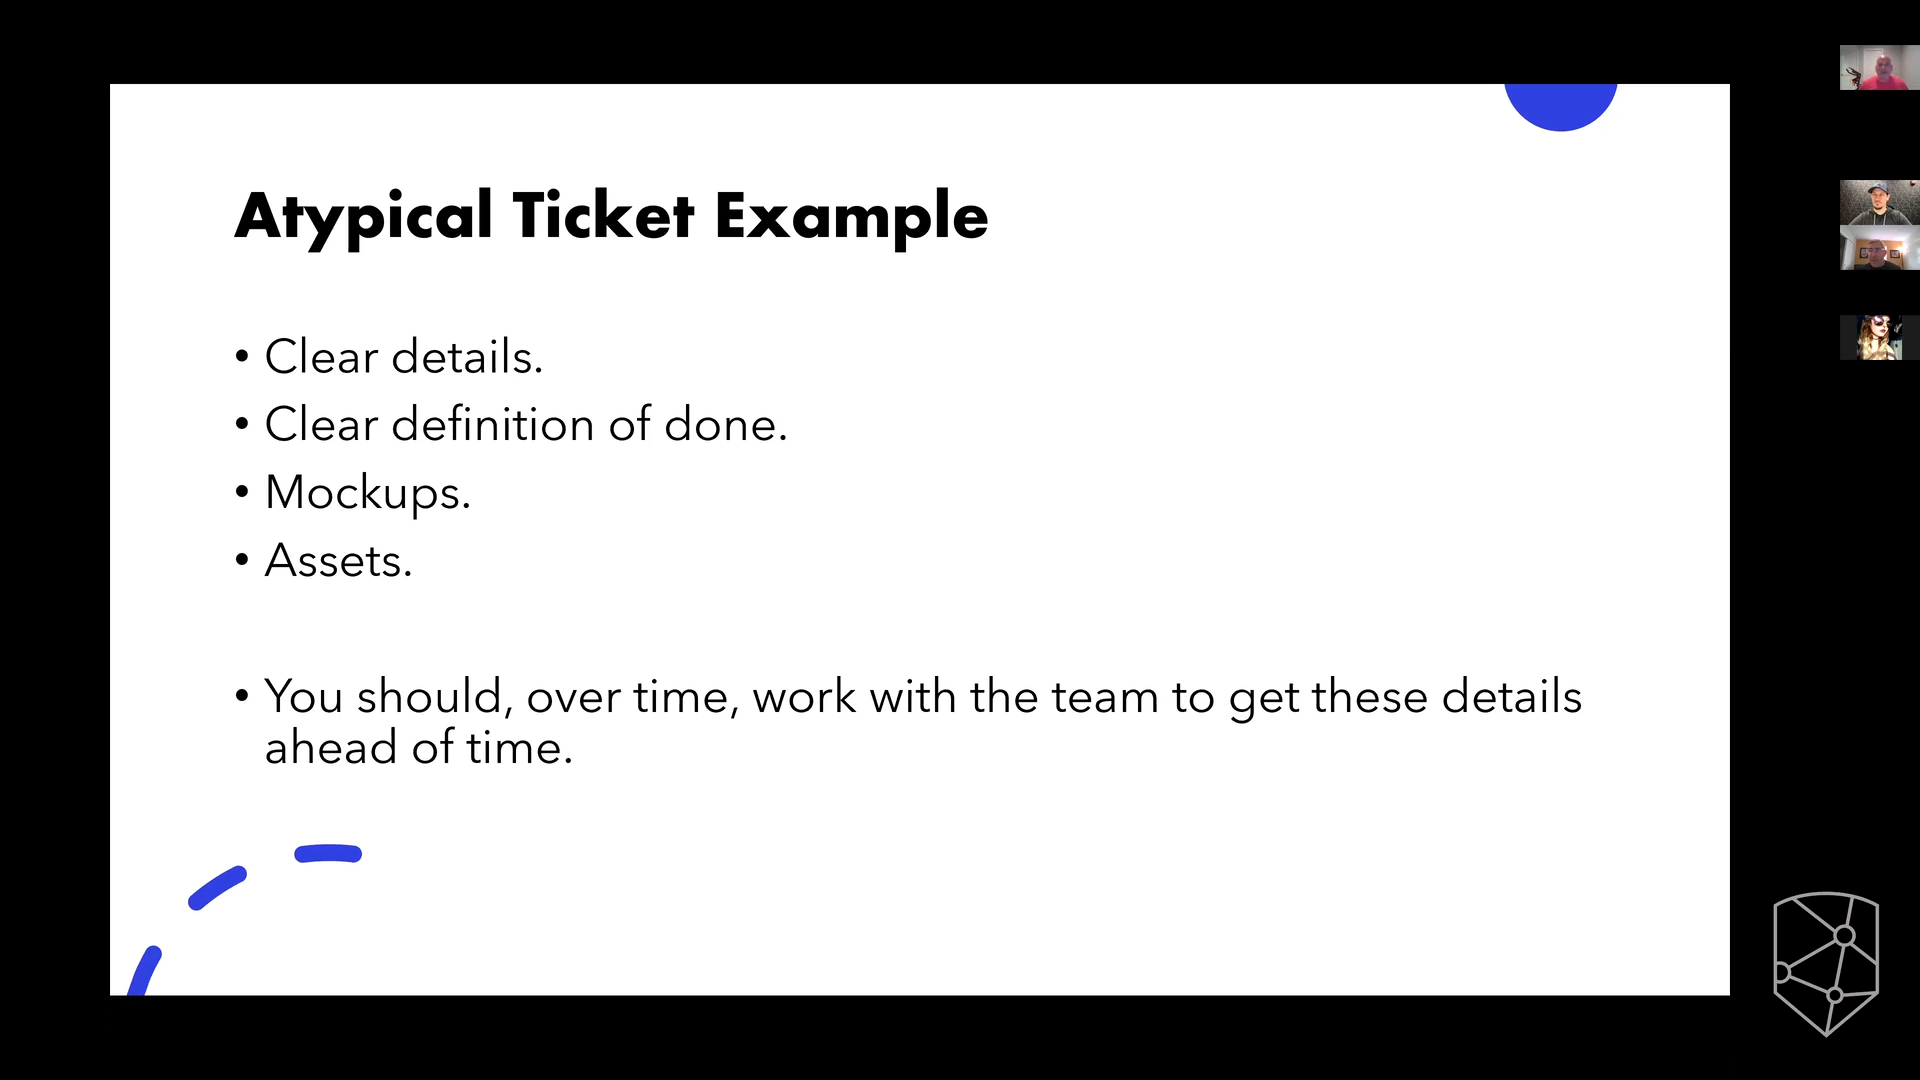 Atypical Ticket Example
• Clear details.
• Clear definition of done.
• Mockups.
• Assets.
• You should, over time, work with the team to get these details
ahead of time.